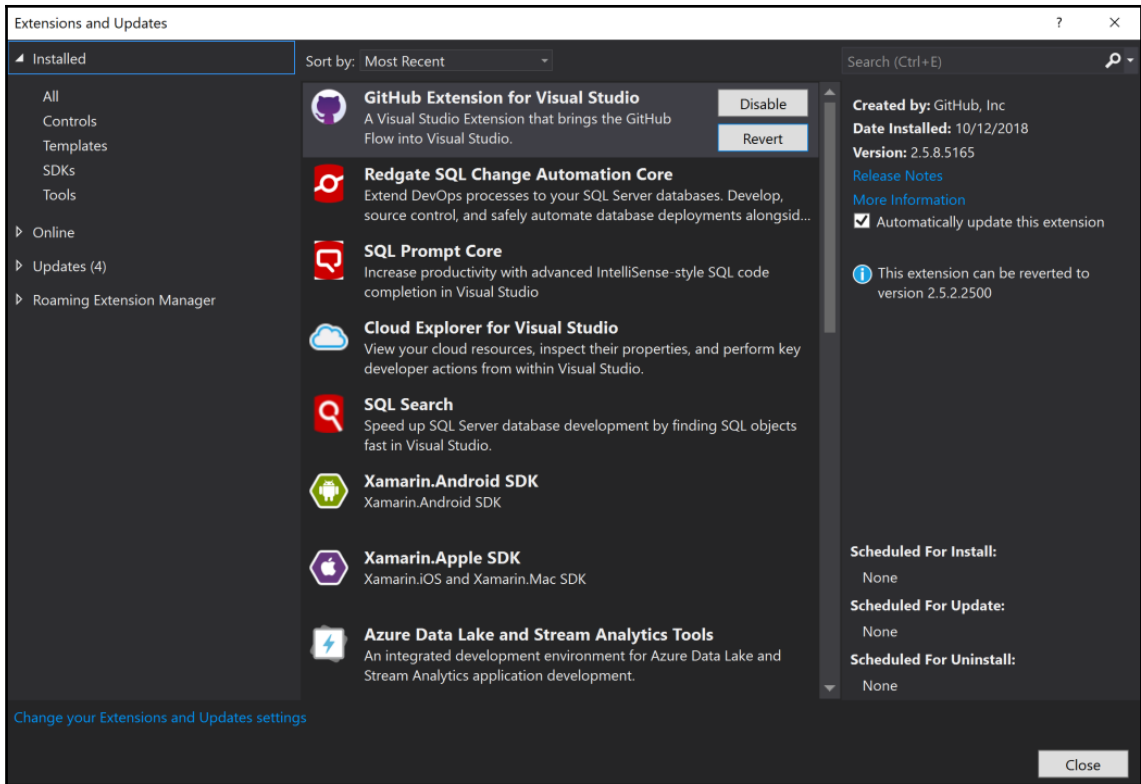 Extensions and Updates
?
Installed
All
Controls
Templates
SDKs
Tools
Online
Updates (4)
Roaming Extension Manager
Sort by: Most Recent
GitHub Extension for Visual Studio
A Visual Studio Extension that brings the GitHub
Flow into Visual Studio.
Disable
Revert
Redgate SQL Change Automation Core
Extend DevOps processes to your SQL Server databases. Develop,
source control, and safely automate database deployments alongsid...
SQL Prompt Core
Increase productivity with advanced IntelliSense-style SQL code
completion in Visual Studio
Cloud Explorer for Visual Studio
View your cloud resources, inspect their properties, and perform key
developer actions from within Visual Studio.
SQL Search
Speed up SQL Server database development by finding SQL objects
fast in Visual Studio.
Xamarin.Android SDK
Xamarin.Android SDK
Xamarin.Apple SDK
Xamarin.iOS and Xamarin.Mac SDK
Azure Data Lake and Stream Analytics Tools
An integrated development environment for Azure Data Lake and
Stream Analytics application development.
Search (Ctrl+E)
Created by: GitHub, Inc
Date Installed: 10/12/2018
Version: 2.5.8.5165
Release Notes
More Information
Automatically update this extension
This extension can be reverted to
version 2.5.2.2500
Scheduled For Install:
None
Scheduled For Update:
None
Scheduled For Uninstall:
None
Change your Extensions and Updates settings
Close